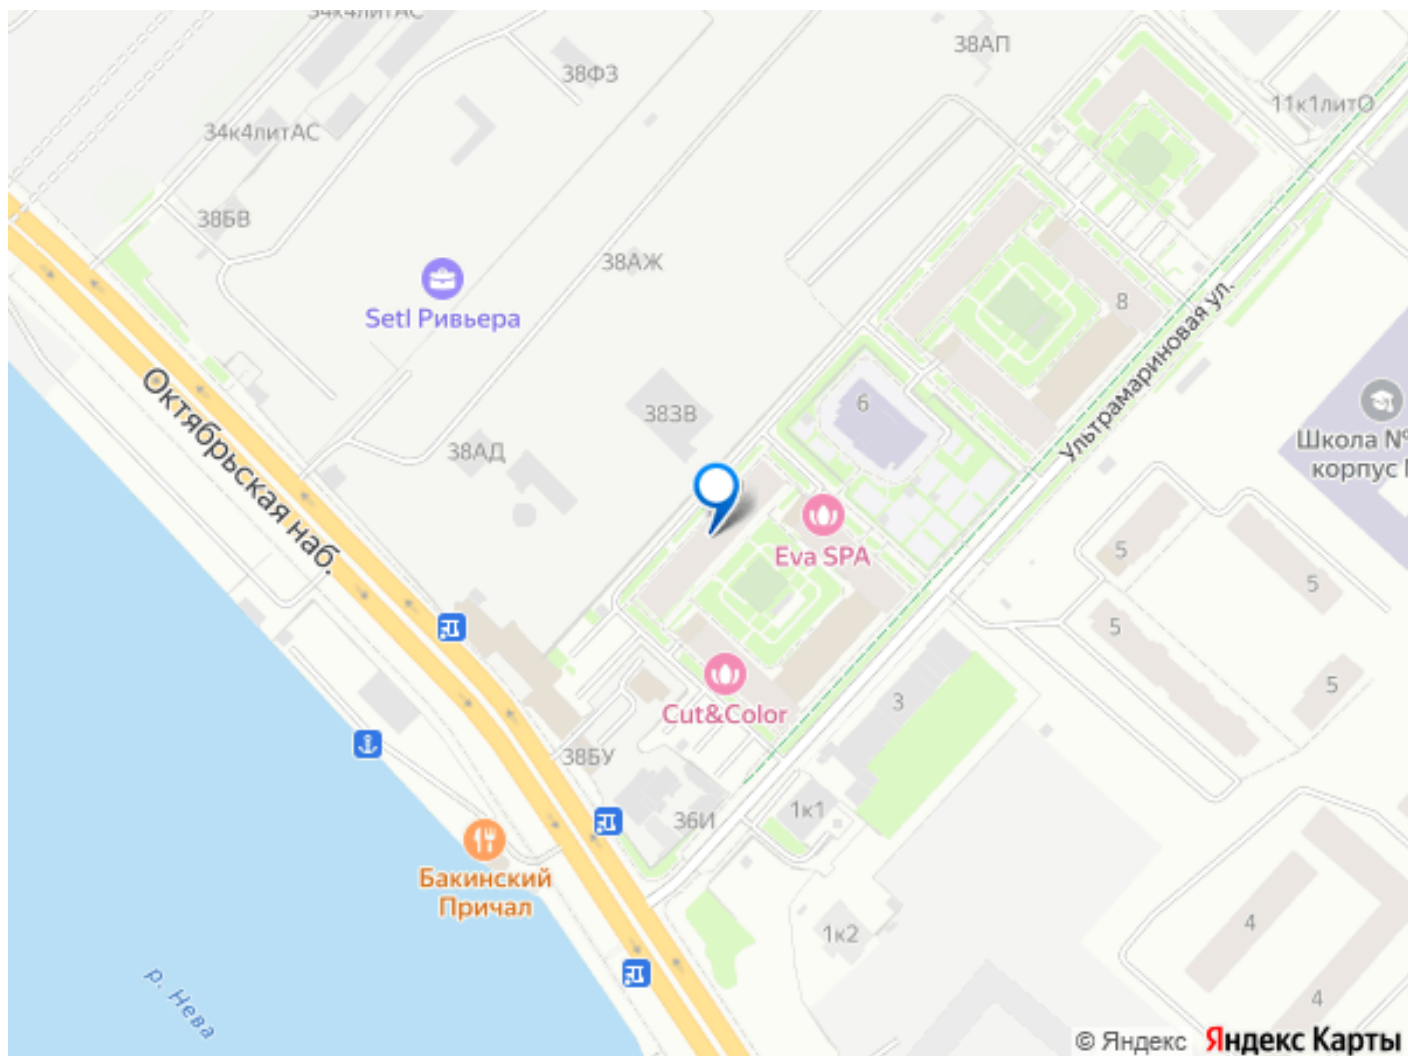 34к4литАС
38АП
38ФЗ
11к1литО
34к4литАС
38БВ
38АЖ
Setl Ривьера
8
Октябрьская наб.
Ультрамариновая ул.
6
38ЗВ
38АД
Школа №
корпус
Eva SPA
5
5
5
5
Cut&Color
3
38БУ
36И
1к1
Бакинский
Причал
1к2
4
4
р. Нева
© Яндекс Яндекс Карты